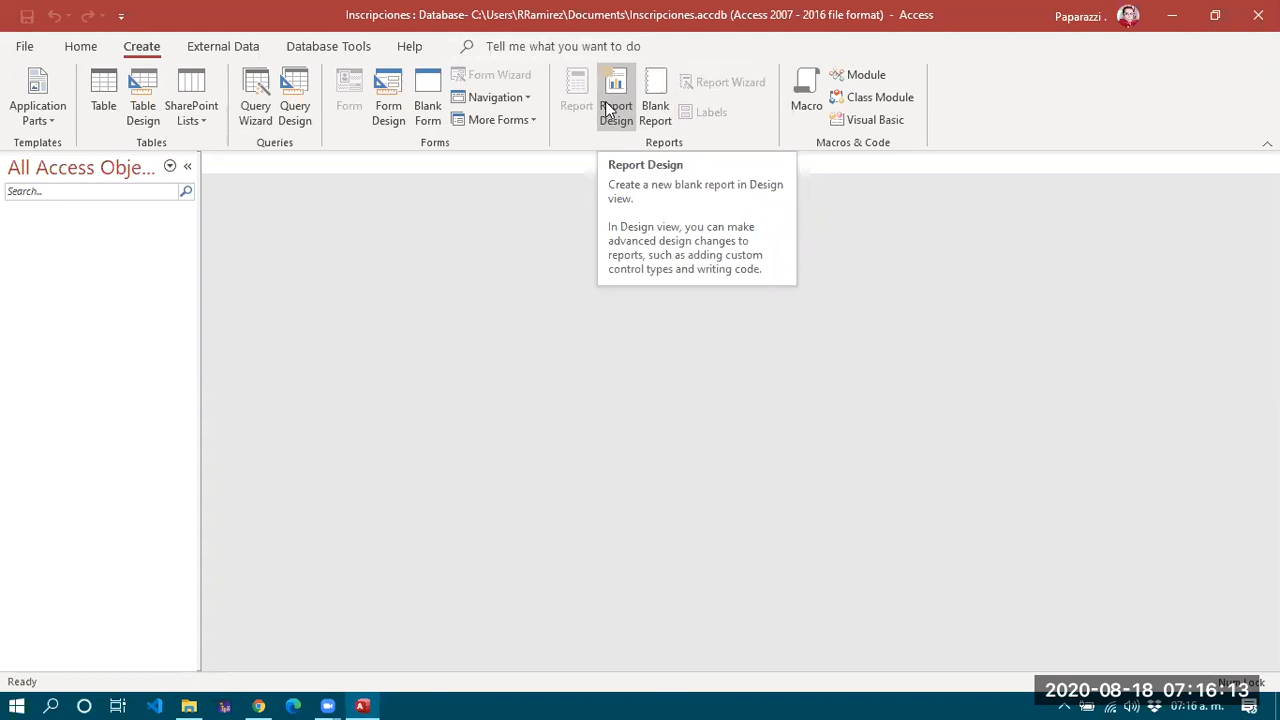 Inscripciones : Database- C:\Users\RRamirez\Documents\Inscripciones.accdb (Access 2007 - 2016 file format) - Access
Paparazzi .
File
Home
Create
External Data
Database Tools
Help
Tell me what you want to do
Application
Parts
Table
Table
Design
SharePoint
Lists
Query
Wizard
Query
Design
Form
Form
Design
Blank
Form
Form Wizard
Navigation
More Forms
Report
Report
Design
Blank
Report
Report Wizard
Labels
Macro
Module
Class Module
Visual Basic
Templates
Tables
Queries
Forms
Reports
Macros & Code
All Access Obje...
Search...
Report Design
Create a new blank report in Design
view.
In Design view, you can make
advanced design changes to
reports, such as adding custom
control types and writing code.
Ready
Num Lock
2020-08-18 07:16:13
07:16 a. m.